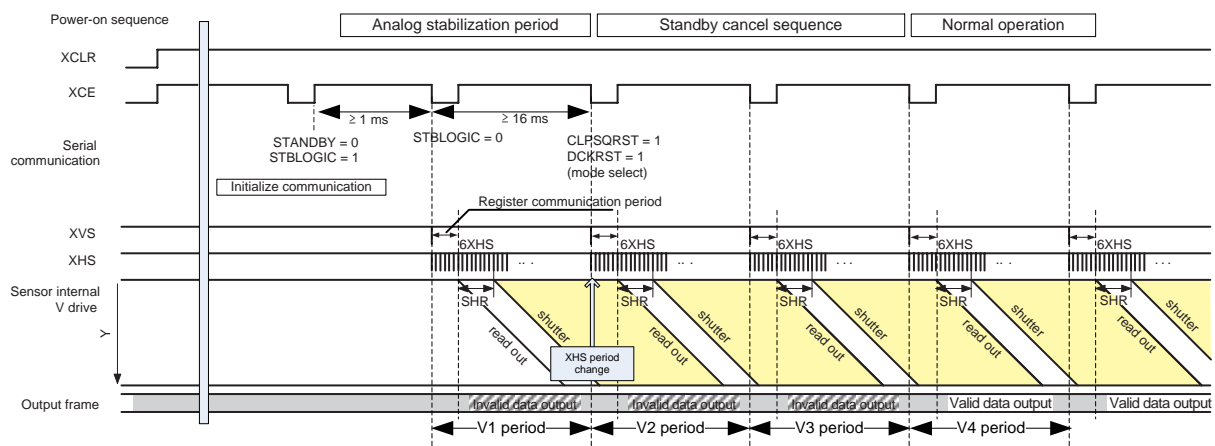 Power-on sequence
Analog stabilization period
Standby cancel sequence
Normal operation
XCLR
XCE
≥ 1 ms
≥ 16 ms
STANDBY = 0
STBLOGIC = 1
STBLOGIC = 0
CLPSQRST = 1
DCKRST = 1
(mode select)
Serial
communication
Initialize communication
Register communication period
XVS
6XHS
6XHS
6XHS
6XHS
6XHS
XHS
.. .
.. .
. . .
.. .
.. .
Sensor internal
V drive
Y
SHR
SHR
SHR
SHR
SHR
shutter
shutter
shutter
shutter
shutter
read out
read out
read out
read out
read out
XHS period
change
Output frame
Invalid data output
Invalid data output
Invalid data output
Valid data output
Valid data output
V1 period
V2 period
V3 period
V4 period